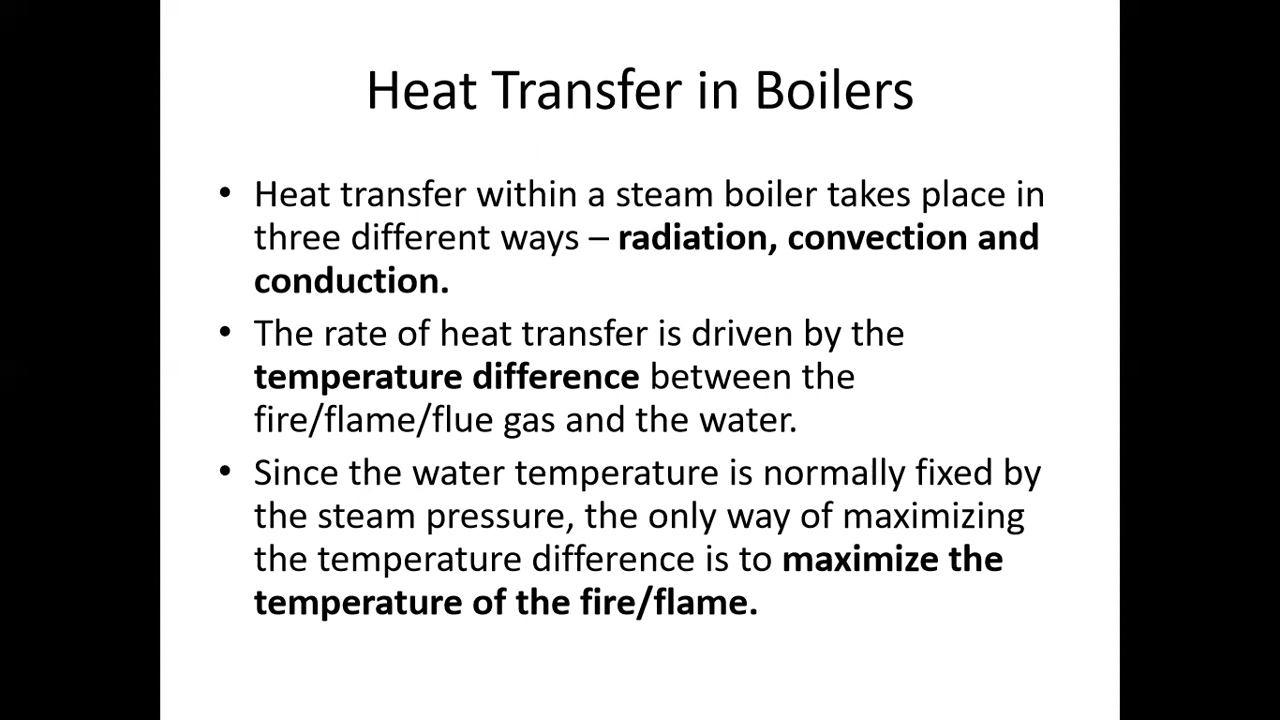 Heat Transfer in Boilers
• Heat transfer within a steam boiler takes place in
three different ways – radiation, convection and
conduction.
• The rate of heat transfer is driven by the
temperature difference between the
fire/flame/flue gas and the water.
• Since the water temperature is normally fixed by
the steam pressure, the only way of maximizing
the temperature difference is to maximize the
temperature of the fire/flame.